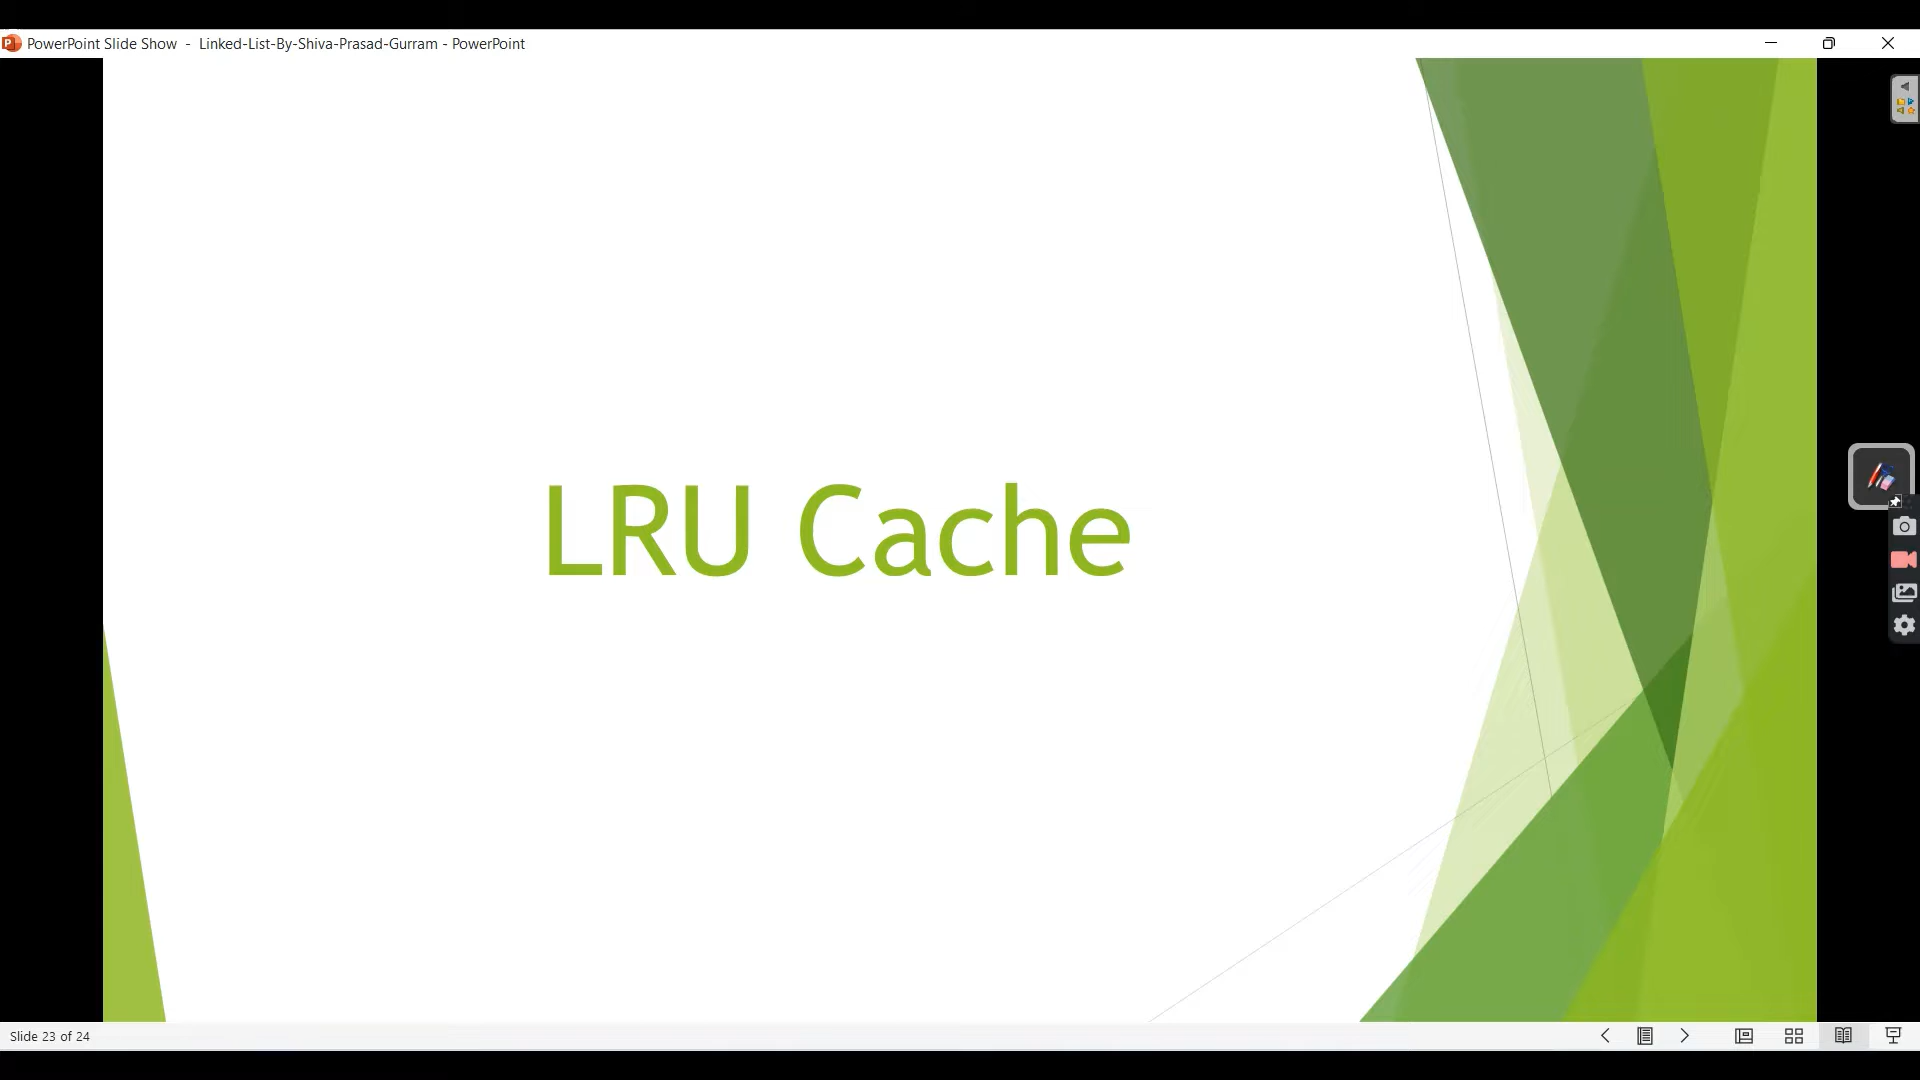 PowerPoint Slide Show - Linked-List-By-Shiva-Prasad-Gurram - PowerPoint
LRU Cache
Slide 23 of 24